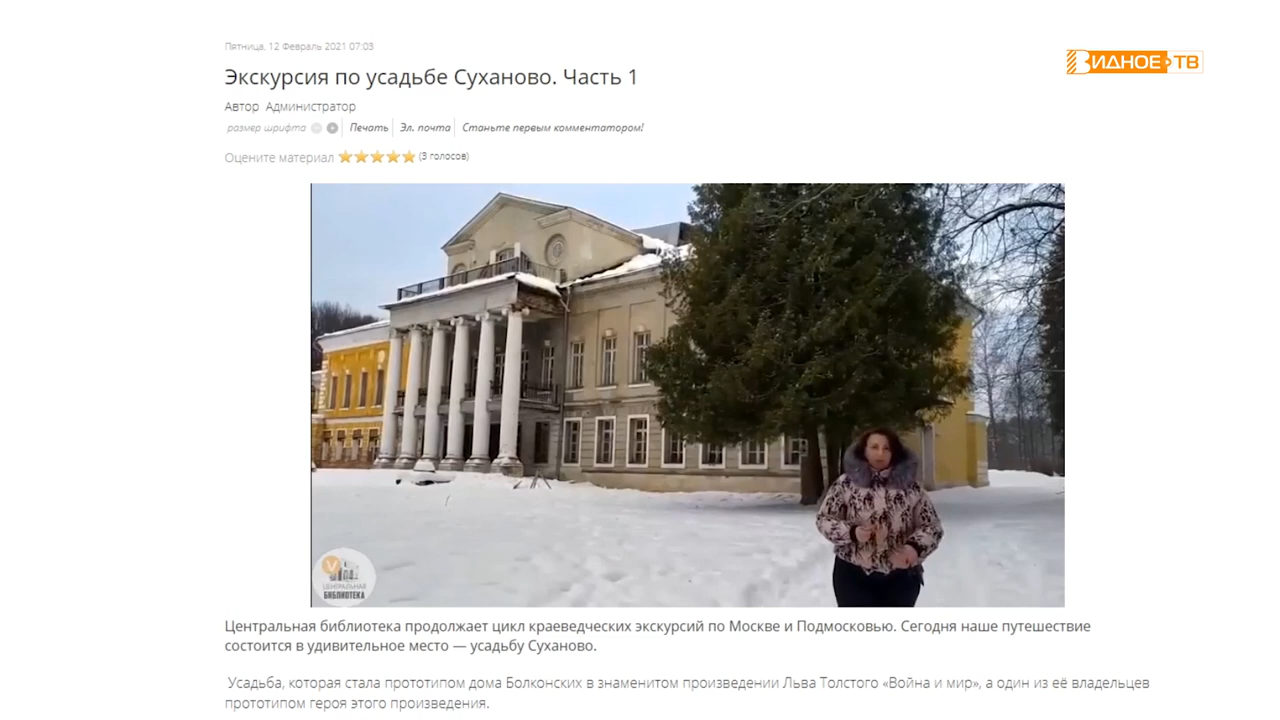 Пятница, 12 Февраль 2021 07:03
ВИДНОЕ ТВ
Экскурсия по усадьбе Суханово. Часть 1
Автор Администратор
размер шрифта Печать Эл. почта Станьте первым комментатором!
Оцените материал (3 голосов)
ЦЕНТРАЛЬНАЯ
БИБЛИОТЕКА
Центральная библиотека продолжает цикл краеведческих экскурсий по Москве и Подмосковью. Сегодня наше путешествие
состоится в удивительное место — усадьбу Суханово.
Усадьба, которая стала прототипом дома Болконских в знаменитом произведении Льва Толстого «Война и мир», а один из её владельцев
прототипом героя этого произведения.